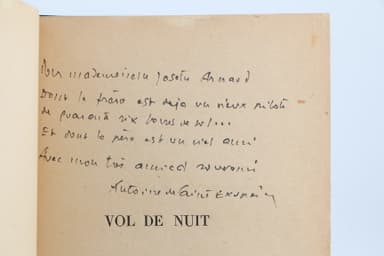 Pour mademoiselle Josette Arnaud
Dont le frère est déjà un vieux pilote
de quarante six heures de vol...
Et dont le père est un vieil ami
Avec mon très amical souvenir
Antoine de Saint Exupéry
VOL DE NUIT